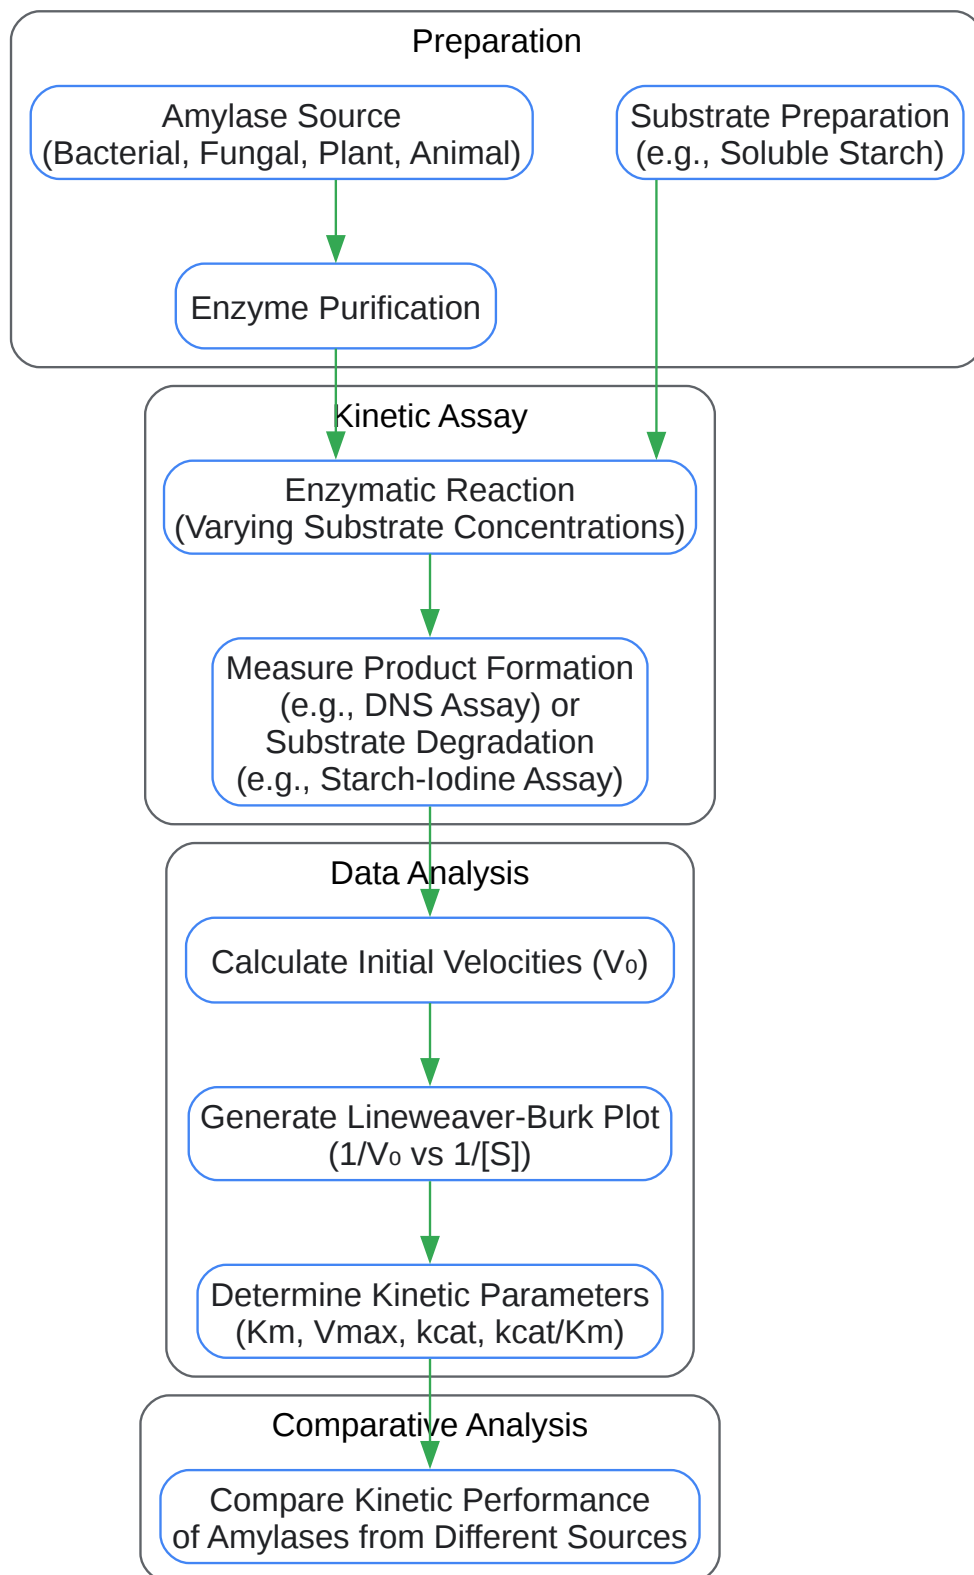 Preparation
Amylase Source
(Bacterial, Fungal, Plant, Animal)
Substrate Preparation
(e.g., Soluble Starch)
Enzyme Purification
Kinetic Assay
Enzymatic Reaction
(Varying Substrate Concentrations)
Measure Product Formation
(e.g., DNS Assay) or
Substrate Degradation
(e.g., Starch-Iodine Assay)
Data Analysis
Calculate Initial Velocities (V₀)
Generate Lineweaver-Burk Plot
(1/V₀ vs 1/[S])
Determine Kinetic Parameters
(Km, Vmax, kcat, kcat/Km)
Comparative Analysis
Compare Kinetic Performance
of Amylases from Different Sources